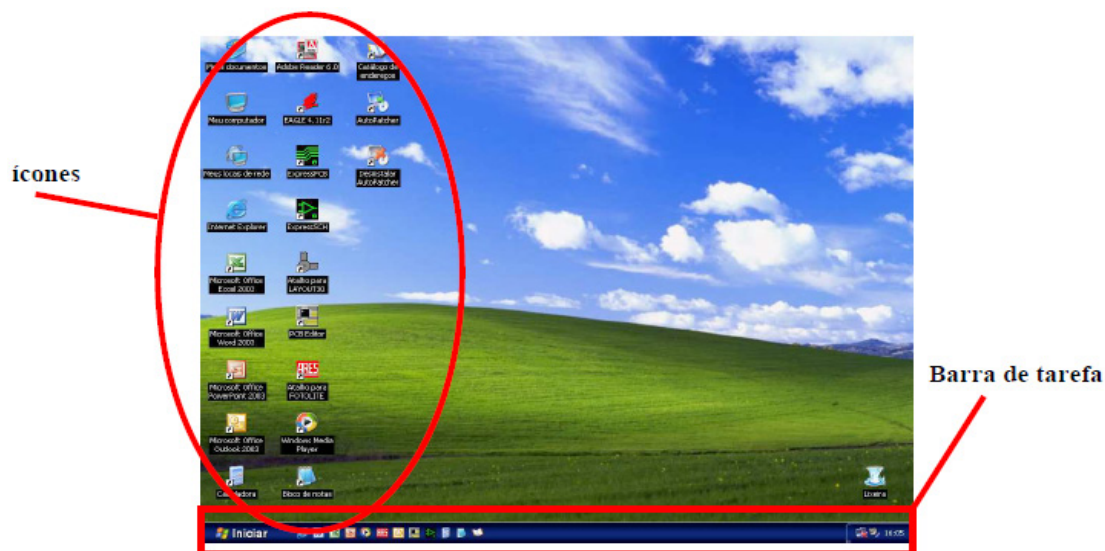 ícones
Barra de tarefa
Meus documentos
Adobe Reader 6.0
Catálogo de
endereços
Meu computador
EAGLE 4.11r2
AutoPatcher
Meus locais de rede
ExpressPCB
Desinstalar
AutoPatcher
Internet Explorer
ExpressSCH
Microsoft Office
Excel 2003
Atalho para
LAYOUT30
Microsoft Office
Word 2003
PCB Editor
Microsoft Office
PowerPoint 2003
ARES
Atalho para
FOTOLITE
Microsoft Office
Outlook 2003
Windows Media
Player
Calculadora
Bloco de notas
Lixeira
Iniciar
16:05